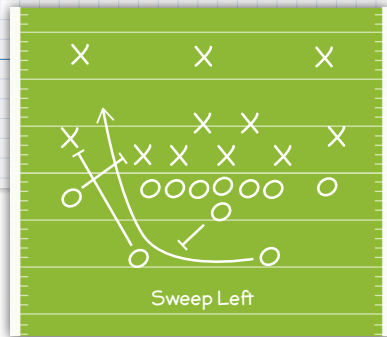 X X X
X X
X X
X X X X
O O O O O O O
O
O
O O
Sweep Left